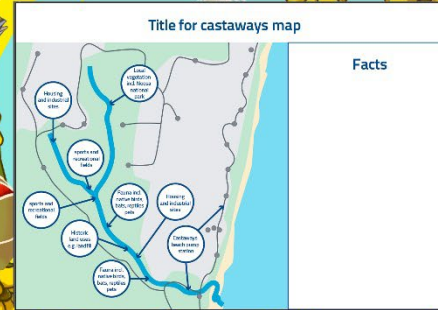 Title for castaways map
Facts
Local
vegetation
incl. Noosa
national
park
Housing
and industrial
sites
sports and
recreational
fields
sports and
recreational
fields
Fauna incl.
native birds,
bats, reptiles
pets
Housing
and industrial
sites
Historic
land uses
e.g. landfill
Castaways
beach pump
station
Fauna incl.
native birds,
bats, reptiles
pets